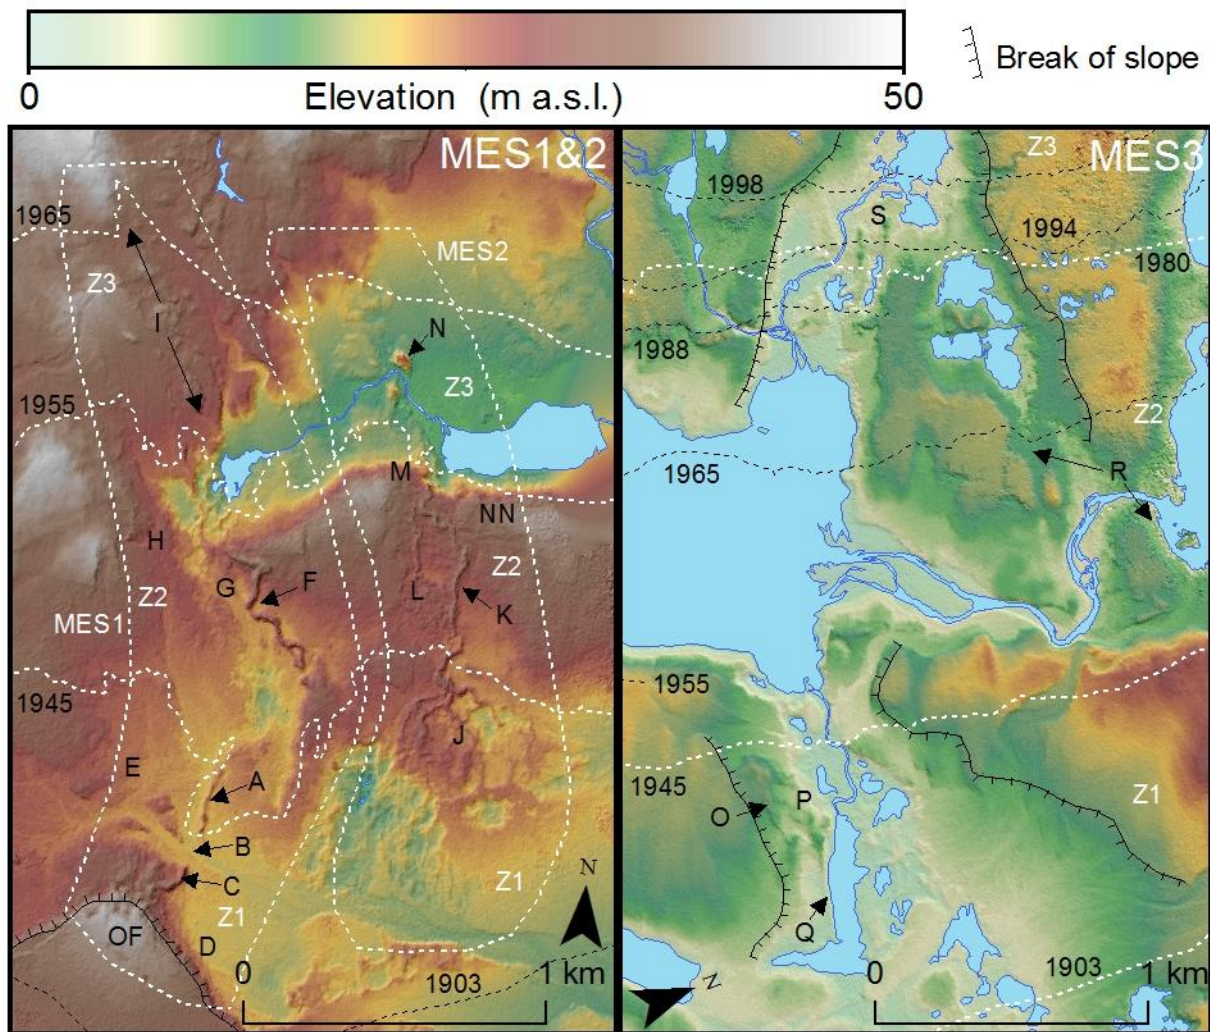 0 Elevation (m a.s.l.) 50
Break of slope
MES1&2
1965
Z3
MES2
I
N
Z3
1955
M
NN
H
Z2
G
F
L
Z2
K
MES1
1945
J
E
A
B
C
Z1
Z1
N
OF
D
0 1 km
1903
Z3
MES3
1998
S
1994
1980
1988
Z2
1965
R
1955
1945
O
P
Z1
Q
0 1 km
1903
N